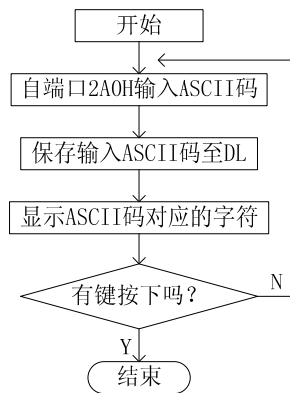 开始
自端口2A0H输入ASCII码
保存输入ASCII码至DL
显示ASCII码对应的字符
有键按下吗？
N
Y
结束